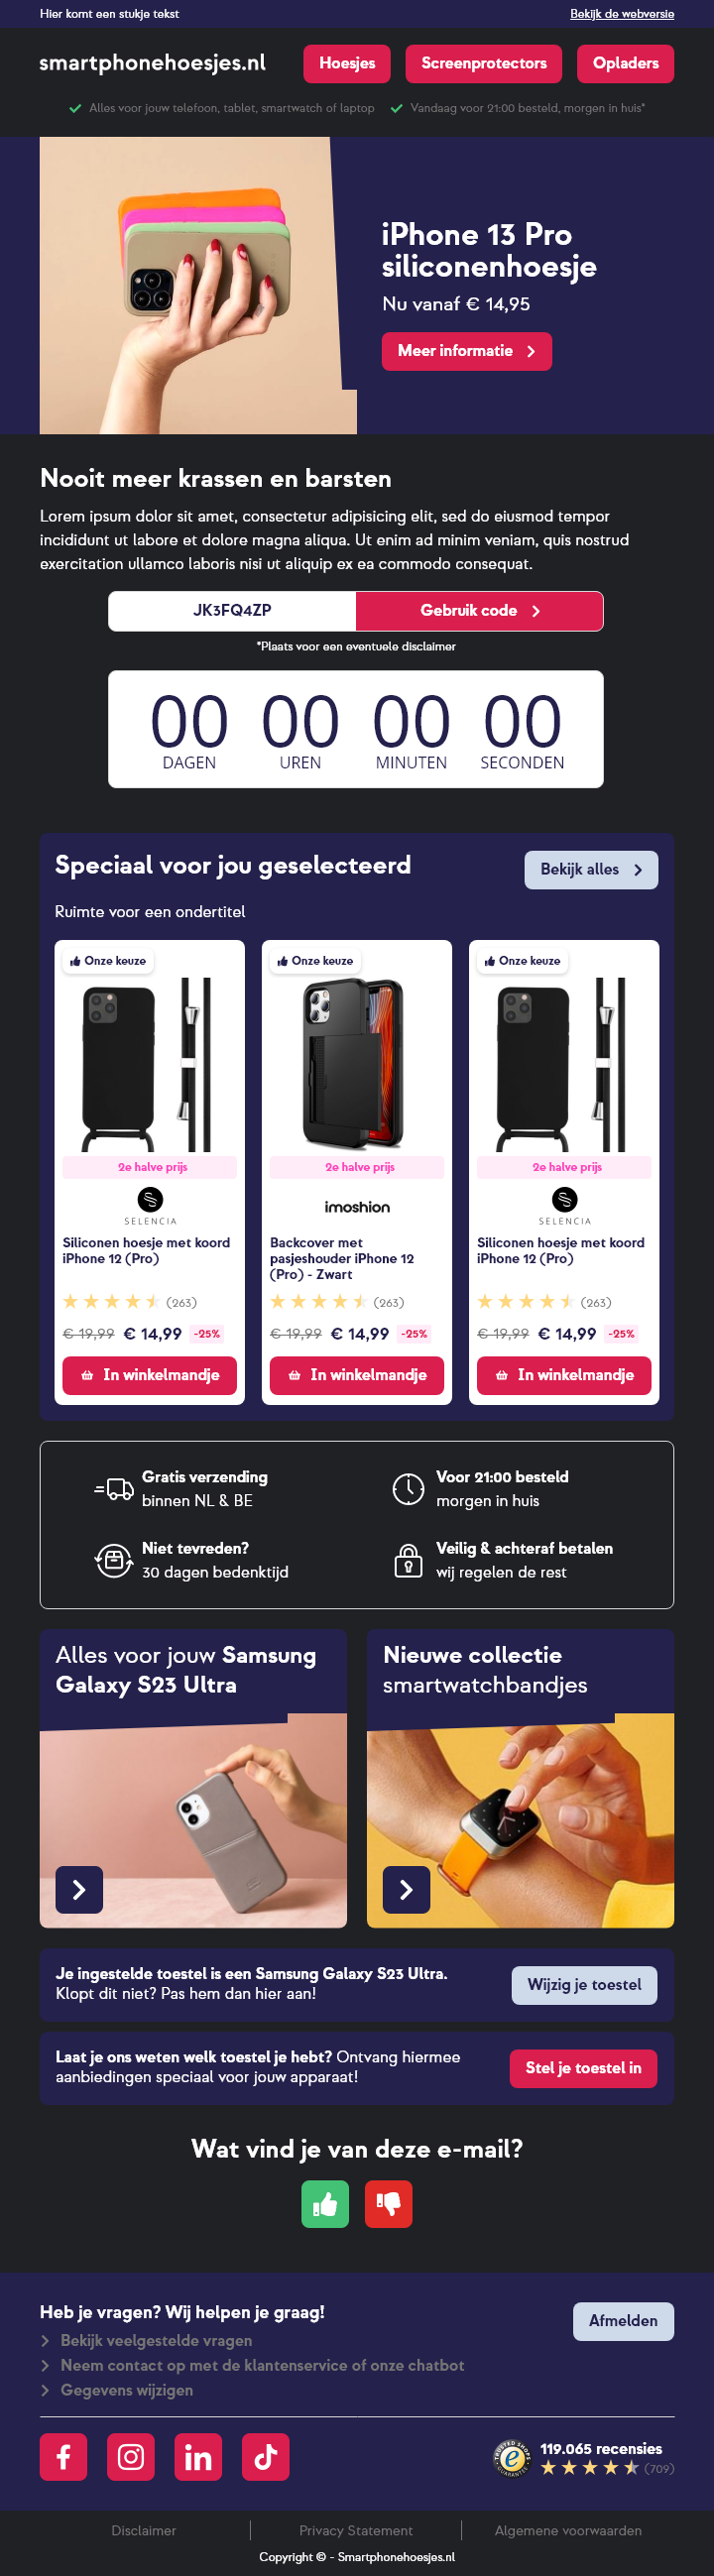 Hier komt een stukje tekst
Bekijk de webversie
smartphonehoesjes.nl
Hoesjes
Screenprotectors
Opladers
Alles voor jouw telefoon, tablet, smartwatch of laptop
Vandaag voor 21:00 besteld, morgen in huis*
iPhone 13 Pro
siliconenhoesje
Nu vanaf € 14,95
Meer informatie
Nooit meer krassen en barsten
Lorem ipsum dolor sit amet, consectetur adipisicing elit, sed do eiusmod tempor
incididunt ut labore et dolore magna aliqua. Ut enim ad minim veniam, quis nostrud
exercitation ullamco laboris nisi ut aliquip ex ea commodo consequat.
JK3FQ4ZP
Gebruik code
*Plaats voor een eventuele disclaimer
00 00 00 00
DAGEN UREN MINUTEN SECONDEN
Speciaal voor jou geselecteerd
Bekijk alles
Ruimte voor een ondertitel
Onze keuze
2e halve prijs
SELENCIA
Siliconen hoesje met koord
iPhone 12 (Pro)
(263)
€ 19,99 € 14,99 -25%
In winkelmandje
Onze keuze
2e halve prijs
imoshion
Backcover met
pasjeshouder iPhone 12
(Pro) - Zwart
(263)
€ 19,99 € 14,99 -25%
In winkelmandje
Onze keuze
2e halve prijs
SELENCIA
Siliconen hoesje met koord
iPhone 12 (Pro)
(263)
€ 19,99 € 14,99 -25%
In winkelmandje
Gratis verzending
binnen NL & BE
Voor 21:00 besteld
morgen in huis
Niet tevreden?
30 dagen bedenktijd
Veilig & achteraf betalen
wij regelen de rest
Alles voor jouw Samsung
Galaxy S23 Ultra
Nieuwe collectie
smartwatchbandjes
Je ingestelde toestel is een Samsung Galaxy S23 Ultra.
Klopt dit niet? Pas hem dan hier aan!
Wijzig je toestel
Laat je ons weten welk toestel je hebt? Ontvang hiermee
aanbiedingen speciaal voor jouw apparaat!
Stel je toestel in
Wat vind je van deze e-mail?
Heb je vragen? Wij helpen je graag!
Afmelden
Bekijk veelgestelde vragen
Neem contact op met de klantenservice of onze chatbot
Gegevens wijzigen
TRUSTED SHOPS
GUARANTEE
119.065 recensies
(709)
Disclaimer
Privacy Statement
Algemene voorwaarden
Copyright © - Smartphonehoesjes.nl